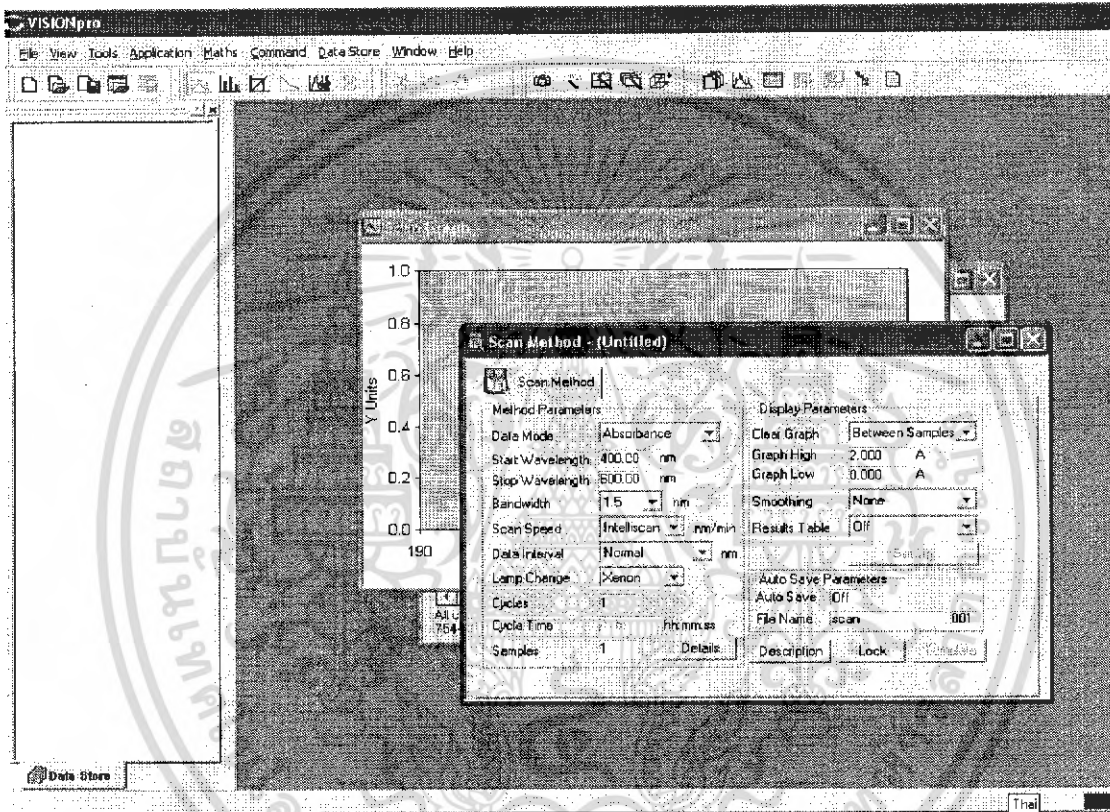 VISIONpro
File View Tools Application Maths Command Data Store Window Help
1.0
0.8
0.6
0.4
0.2
0.0
Y Units
190
Scan Method - (Untitled)
Scan Method
Method Parameters
Data Mode Absorbance
Start Wavelength 400.00 nm
Stop Wavelength 600.00 nm
Bandwidth 1.5 nm
Scan Speed Intelliscan nm/min
Data Interval Normal nm
Lamp Change Xenon
Cycles 1
Cycle Time hh:mm:ss
Samples 1 Details
Display Parameters
Clear Graph Between Samples
Graph High 2.000 A
Graph Low 0.000 A
Smoothing None
Results Table Off
Auto Save Parameters
Auto Save Off
File Name scan 001
Description Lock
All
754-
Data Store
Thai